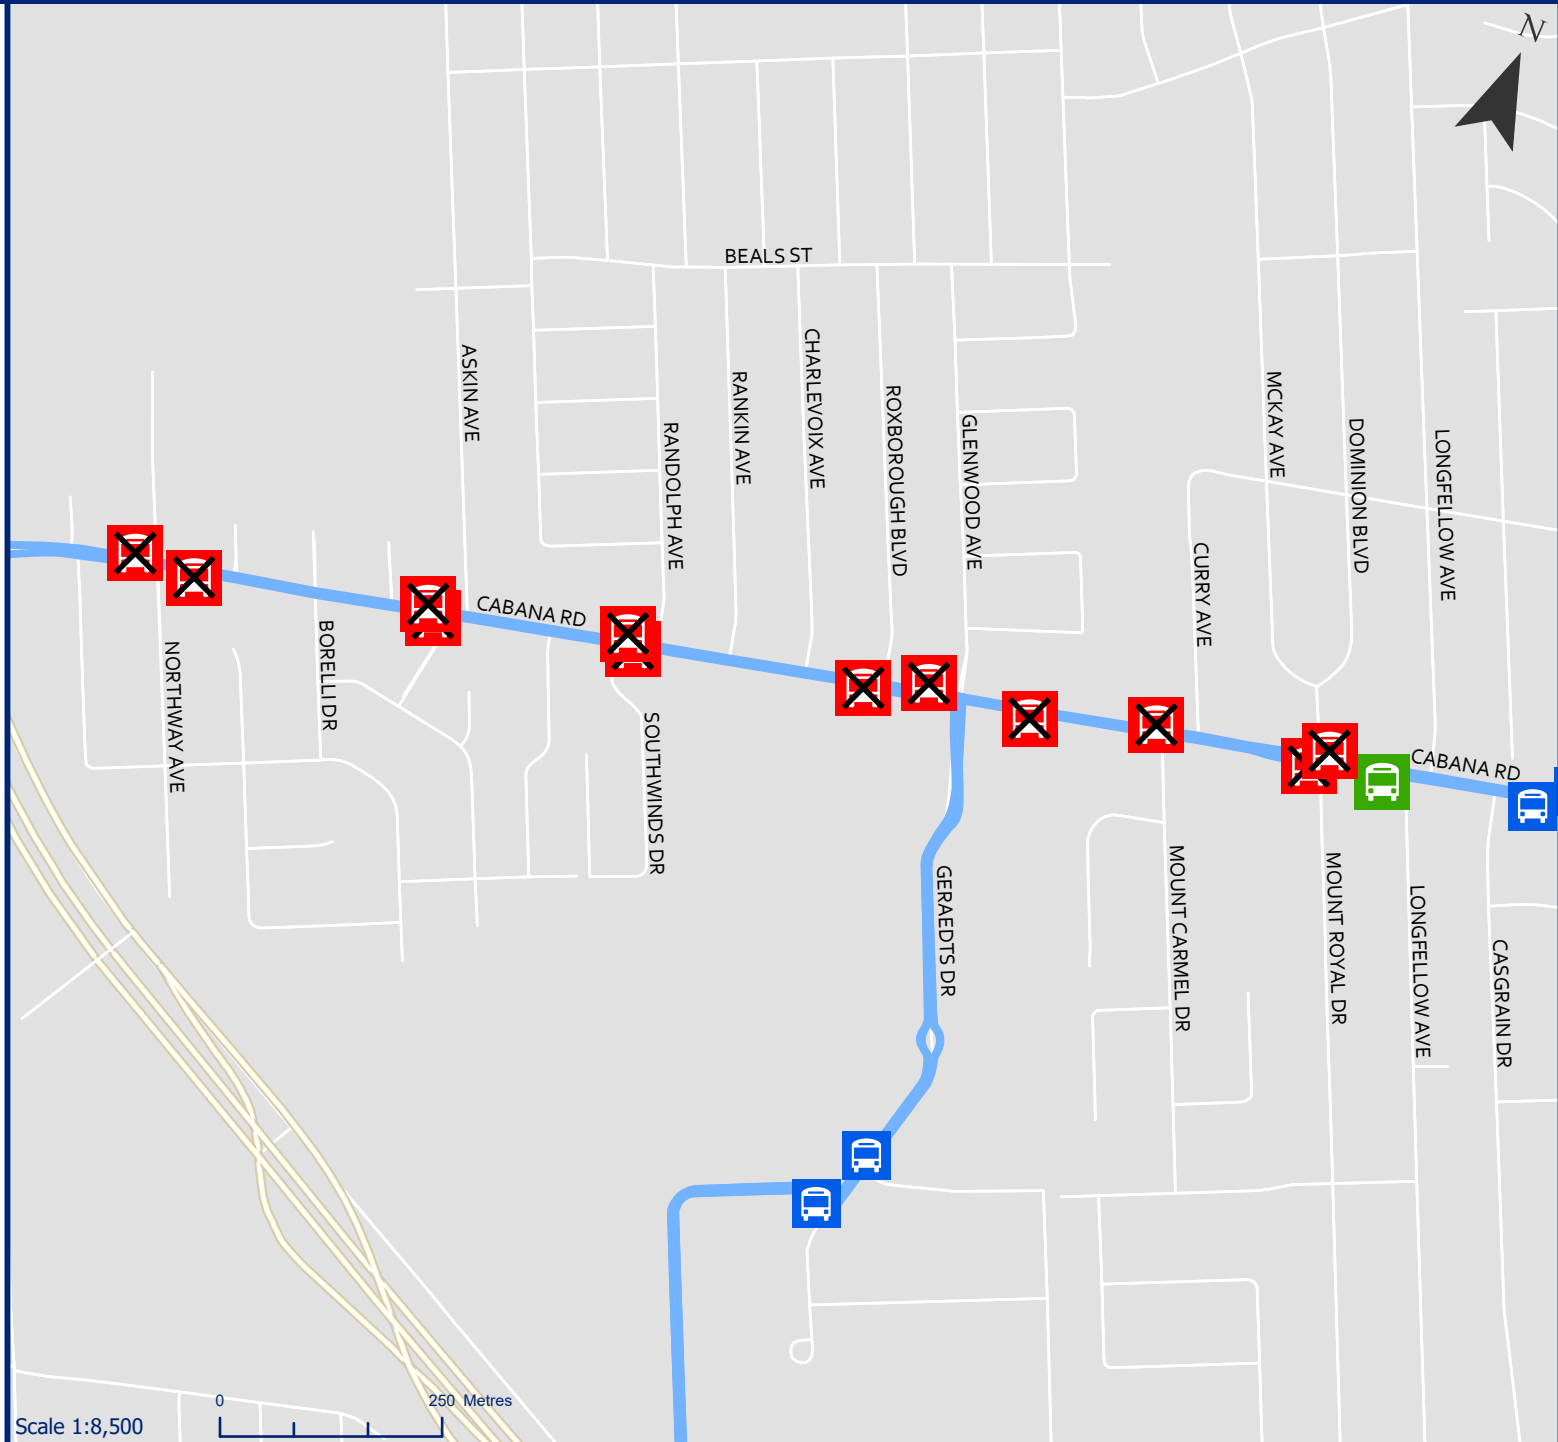 N
BEALS ST
ASKIN AVE
RANDOLPH AVE
RANKIN AVE
CHARLEVOIX AVE
ROXBOROUGH BLVD
GLENWOOD AVE
MCKAY AVE
DOMINION BLVD
LONGFELLOW AVE
CURRY AVE
CABANA RD
NORTHWAY AVE
BORELLI DR
SOUTHWINDS DR
CABANA RD
GERAEDTS DR
MOUNT CARMEL DR
MOUNT ROYAL DR
LONGFELLOW AVE
CASGRAIN DR
0 250 Metres
Scale 1:8,500